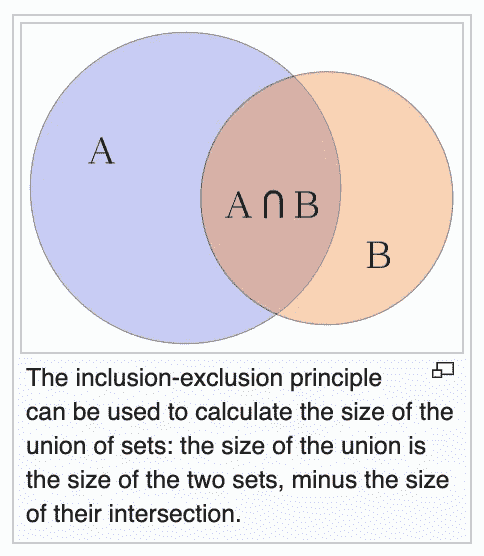 A
A ∩ B
B
The inclusion-exclusion principle
can be used to calculate the size of the
union of sets: the size of the union is
the size of the two sets, minus the size
of their intersection.